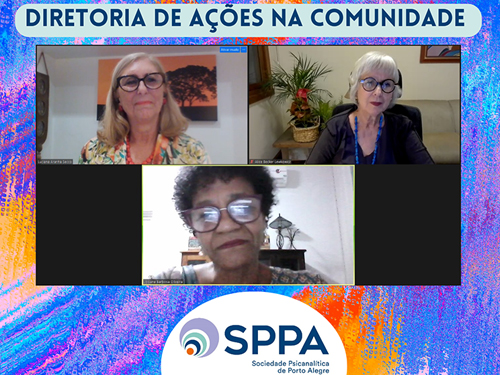 DIRETORIA DE AÇÕES NA COMUNIDADE
SPPA
Sociedade Psicanalítica
de Porto Alegre